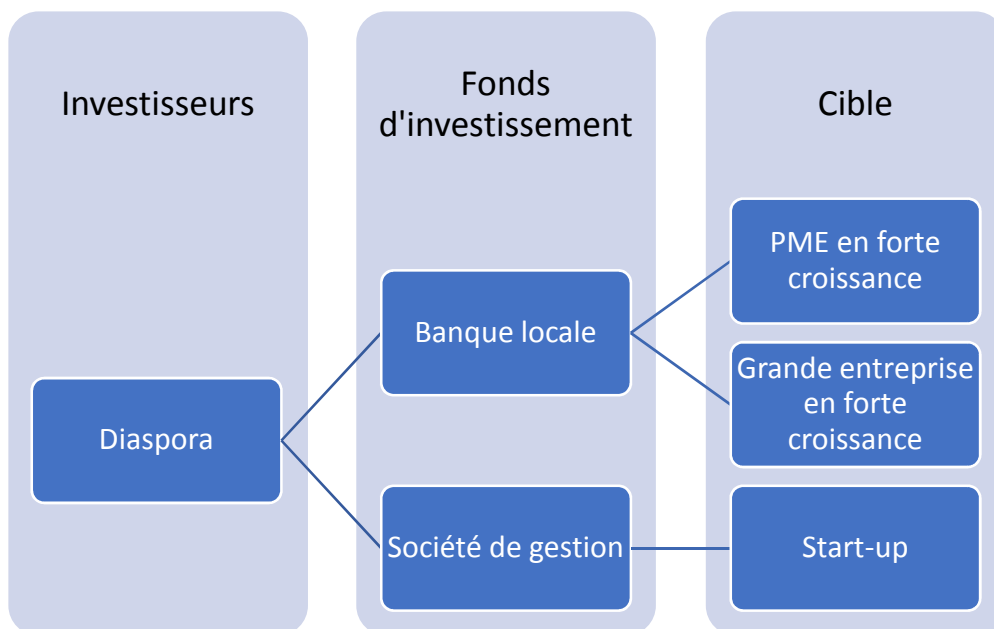 Investisseurs
Fonds
d'investissement
Cible
Diaspora
Banque locale
Société de gestion
PME en forte
croissance
Grande entreprise
en forte
croissance
Start-up